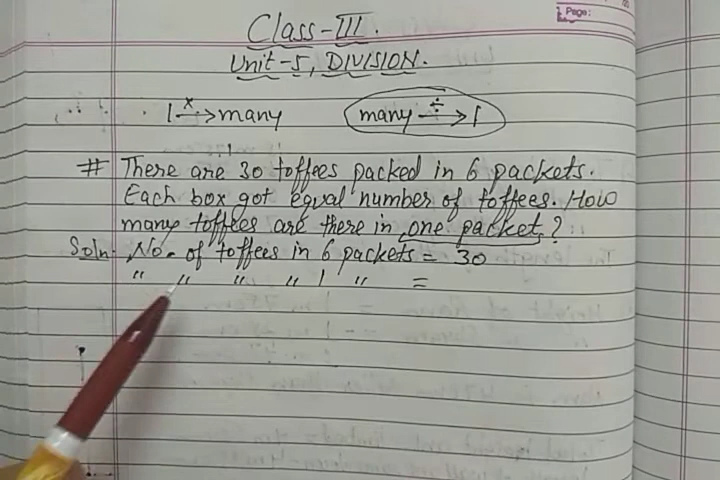 Page:
Class-III.
Unit-5, DIVISION.
1 x→ many many ÷→ 1
# There are 30 toffees packed in 6 packets.
Each box got equal number of toffees. How
many toffees are there in one packet?
Soln. No. of toffees in 6 packets = 30
" " " " 1 " =